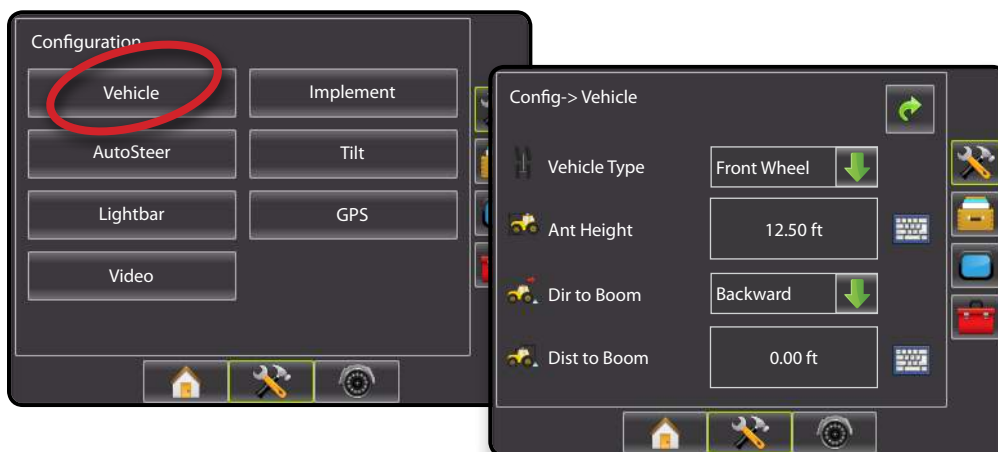 Configuration
Vehicle
Implement
AutoSteer
Tilt
Lightbar
GPS
Video
Config-> Vehicle
Vehicle Type
Front Wheel
Ant Height
12.50 ft
Dir to Boom
Backward
Dist to Boom
0.00 ft